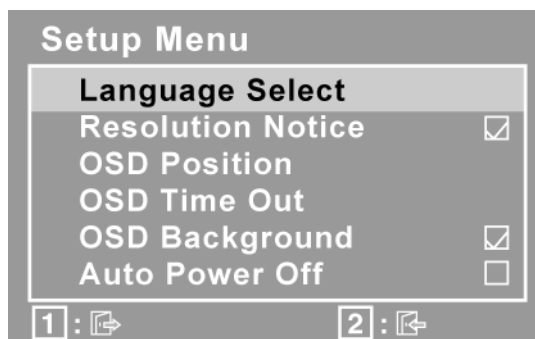 Setup Menu
Language Select
Resolution Notice
OSD Position
OSD Time Out
OSD Background
Auto Power Off
1 : 2 :